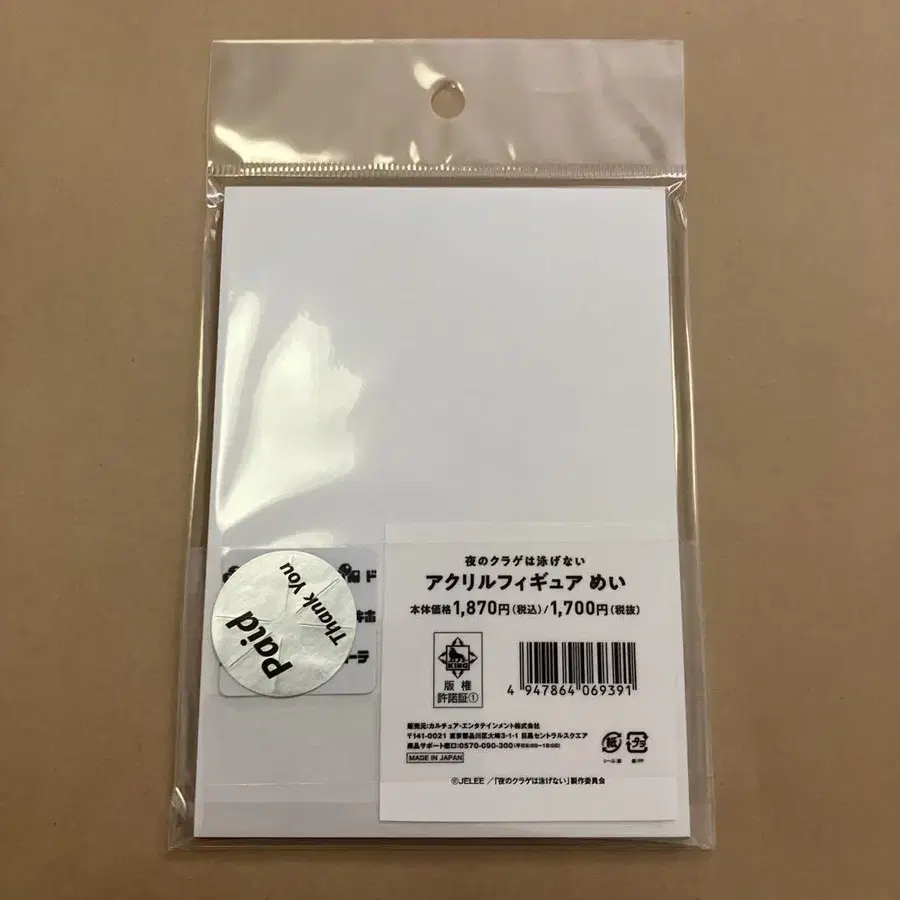 夜のクラゲは泳げない
アクリルフィギュア めい
本体価格1,870円(税込)/1,700円(税抜)
KING
版権
許諾証①
4 947864 069391
販売元:カルチュア・エンタテインメント株式会社
〒141-0021 東京都品川区上大崎3-1-1 目黒セントラルスクエア
商品サポート窓口:0570-090-300
MADE IN JAPAN
紙
プラ
©JELEE /「夜のクラゲは泳げない」製作委員会
Paid
Thank You